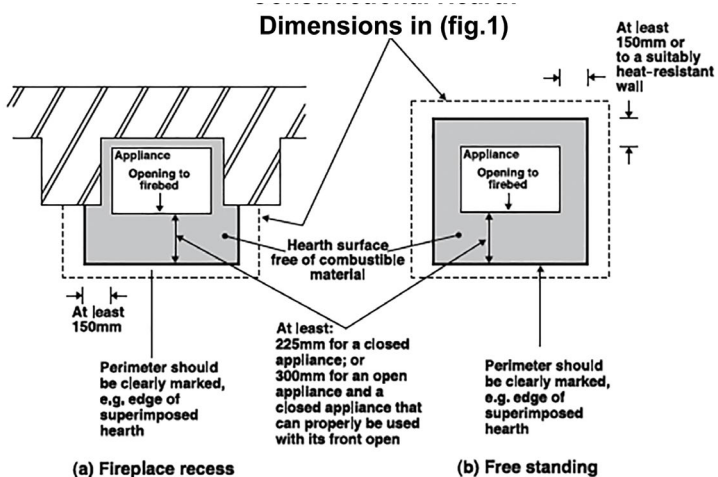 Dimensions in (fig.1)
At least
150mm or
to a suitably
heat-resistant
wall
Appliance
Opening to
firebed
Appliance
Opening to
firebed
Hearth surface
free of combustible
material
At least
150mm
At least:
225mm for a closed
appliance; or
300mm for an open
appliance and a
closed appliance that
can properly be used
with its front open
Perimeter should
be clearly marked,
e.g. edge of
superimposed
hearth
Perimeter should
be clearly marked,
e.g. edge of
superimposed
hearth
(a) Fireplace recess
(b) Free standing